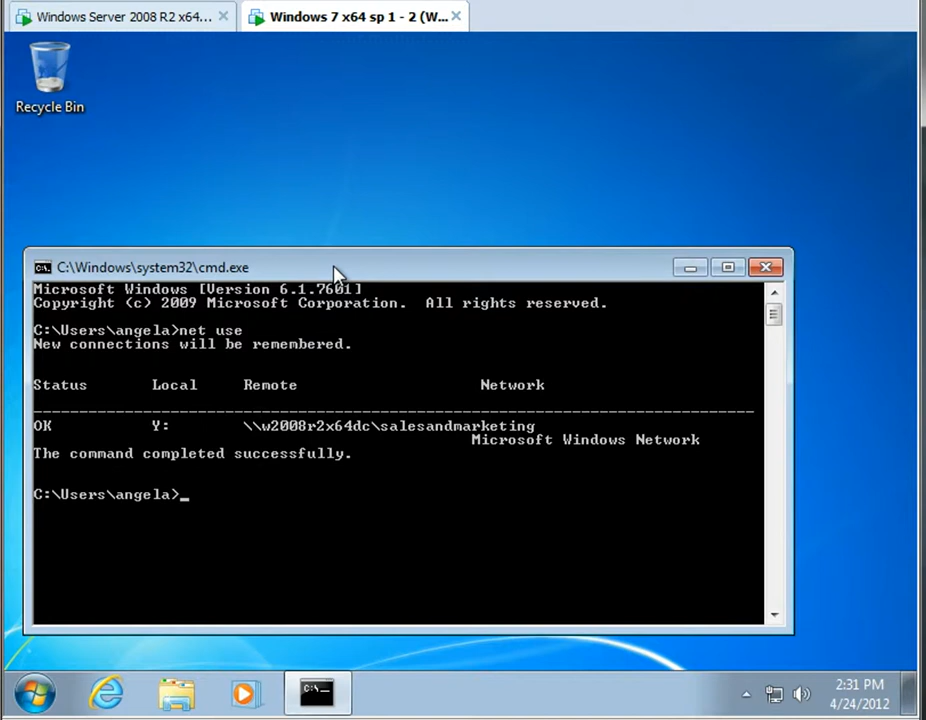 Windows Server 2008 R2 x64...
Windows 7 x64 sp 1 - 2 (W...
Recycle Bin
C:\Windows\system32\cmd.exe
Microsoft Windows [Version 6.1.7601]
Copyright (c) 2009 Microsoft Corporation.  All rights reserved.
C:\Users\angela>net use
New connections will be remembered.
Status Local Remote Network
-------------------------------------------------------------------------------
OK Y: \\w2008r2x64dc\salesandmarketing
Microsoft Windows Network
The command completed successfully.
C:\Users\angela>_
C:\_
2:31 PM
4/24/2012